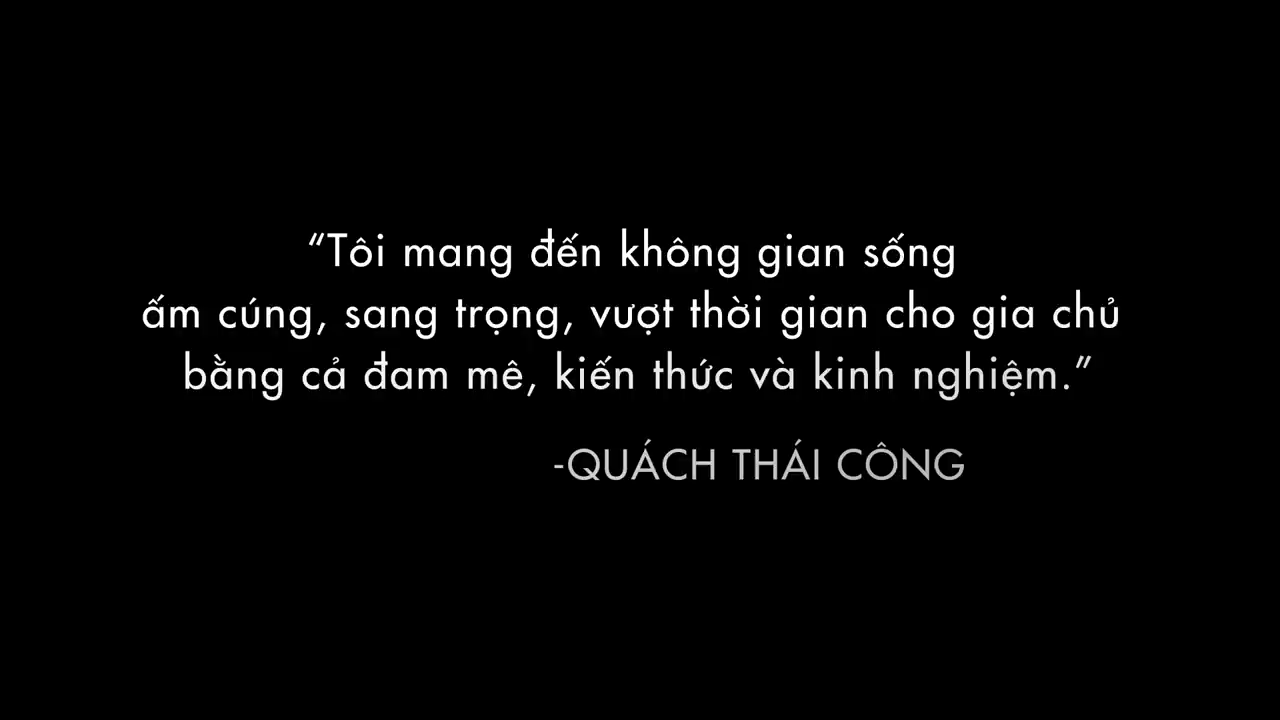 “Tôi mang đến không gian sống
ấm cúng, sang trọng, vượt thời gian cho gia chủ
bằng cả đam mê, kiến thức và kinh nghiệm.”
-QUÁCH THÁI CÔNG